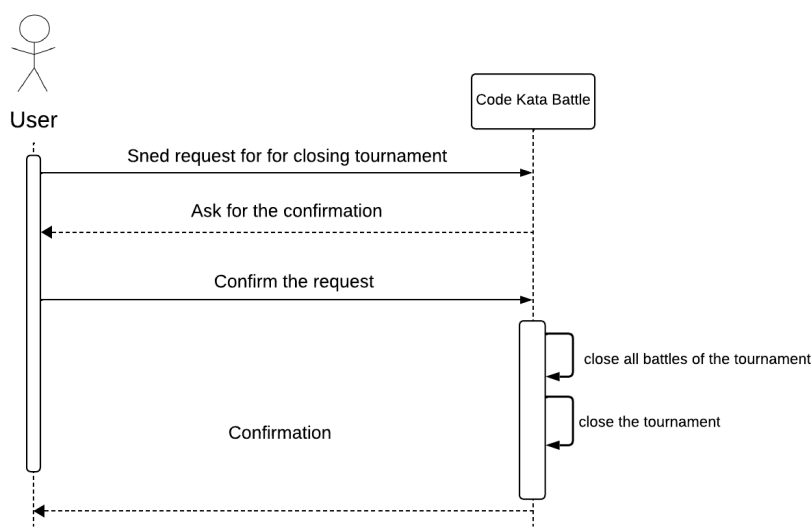 User
Code Kata Battle
Sned request for for closing tournament
Ask for the confirmation
Confirm the request
close all battles of the tournament
close the tournament
Confirmation